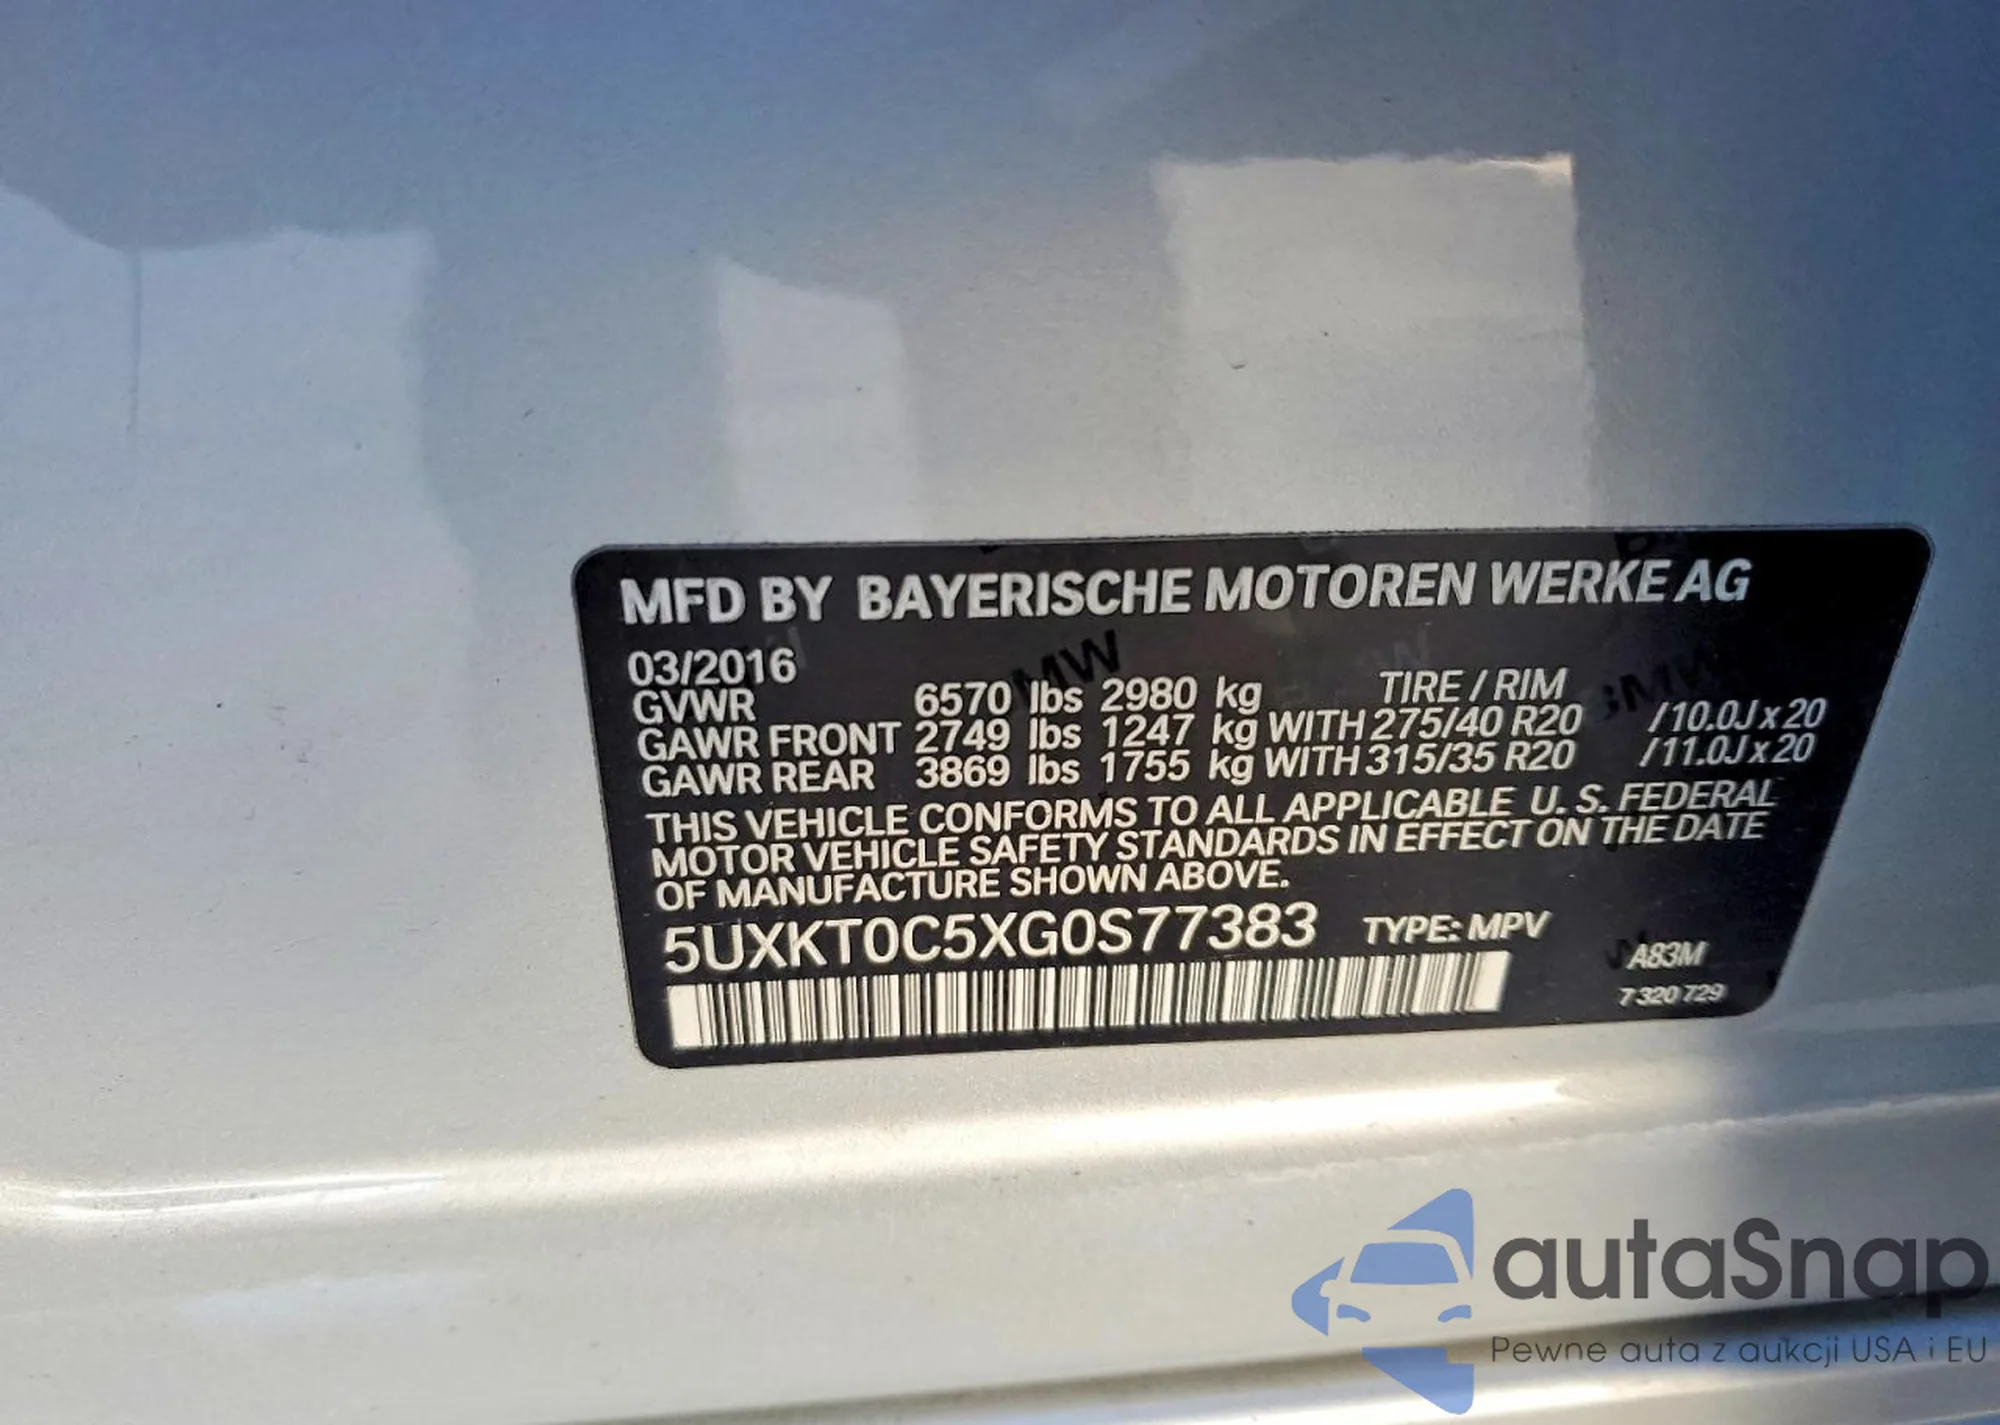 MFD BY BAYERISCHE MOTOREN WERKE AG
03/2016
GVWR 6570 lbs 2980 kg TIRE / RIM
GAWR FRONT 2749 lbs 1247 kg WITH 275/40 R20 /10.0J x 20
GAWR REAR 3869 lbs 1755 kg WITH 315/35 R20 /11.0J x 20
THIS VEHICLE CONFORMS TO ALL APPLICABLE U. S. FEDERAL
MOTOR VEHICLE SAFETY STANDARDS IN EFFECT ON THE DATE
OF MANUFACTURE SHOWN ABOVE.
5UXKT0C5XG0S77383 TYPE: MPV
A83M
7 320 729
autaSnap
Pewne auta z aukcji USA i EU